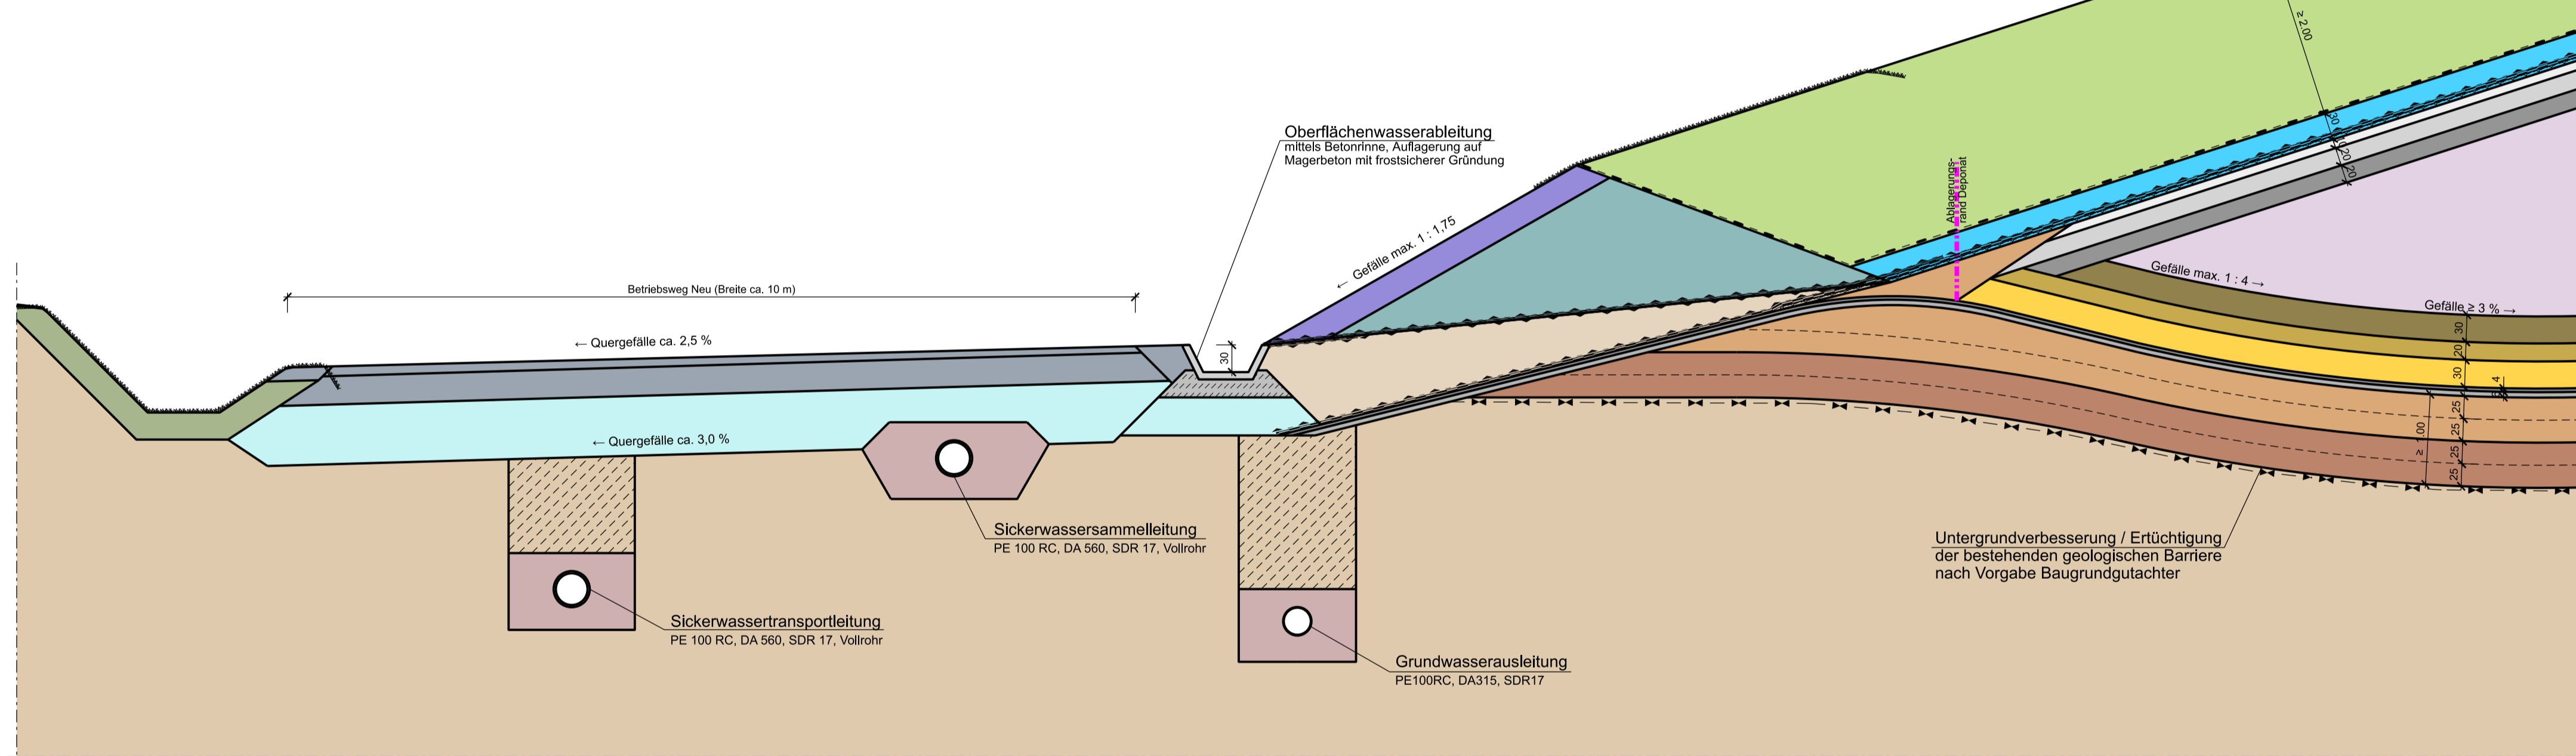 ≥ 2.00
Oberflächenwasserableitung
mittels Betonrinne, Auflagerung auf
Magerbeton mit frostsicherer Gründung
30
20
20
Ablagerungs-
rand Deponat
← Gefälle max. 1 : 1,75
Gefälle max. 1 : 4 →
Gefälle ≥ 3 % →
Betriebsweg Neu (Breite ca. 10 m)
← Quergefälle ca. 2,5 %
30
30
20
30
4
25
25
25
25
≥ 1.00
← Quergefälle ca. 3,0 %
Sickerwassersammelleitung
PE 100 RC, DA 560, SDR 17, Vollrohr
Untergrundverbesserung / Ertüchtigung
der bestehenden geologischen Barriere
nach Vorgabe Baugrundgutachter
Sickerwassertransportleitung
PE 100 RC, DA 560, SDR 17, Vollrohr
Grundwasserausleitung
PE100RC, DA315, SDR17